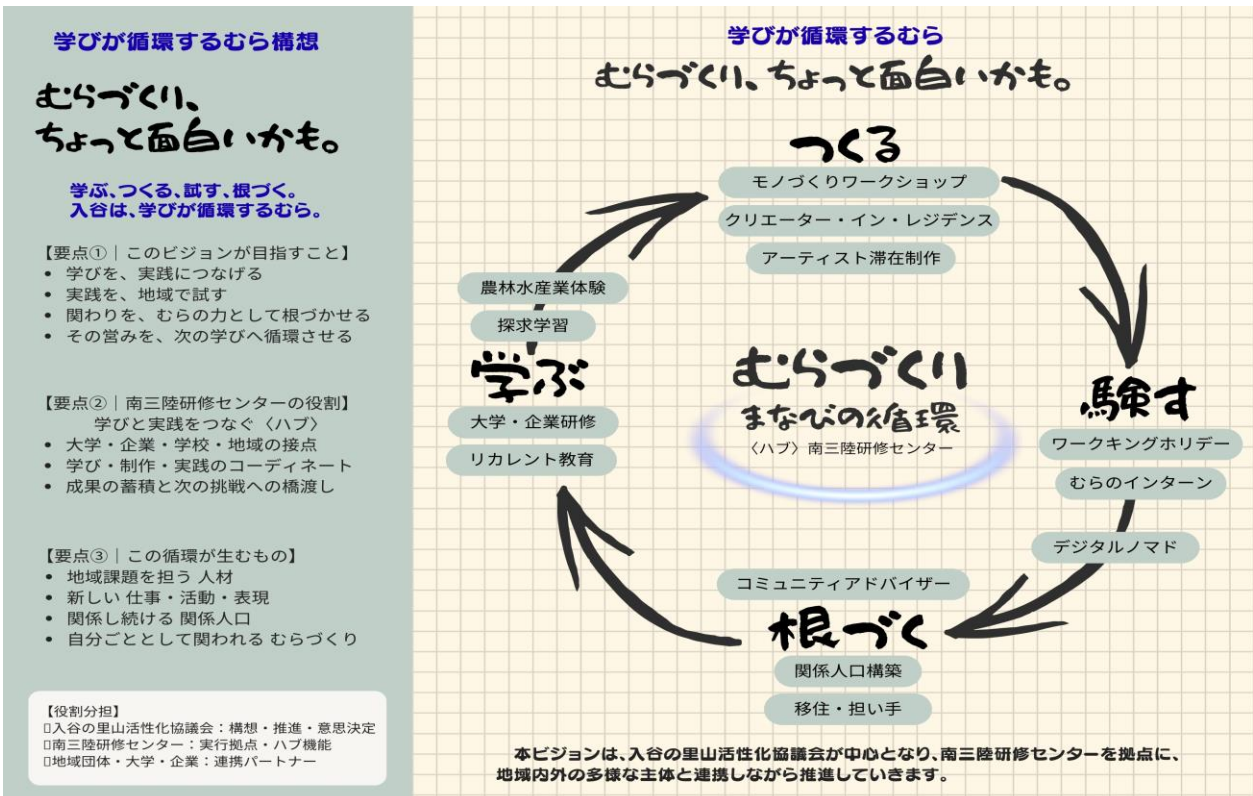 学びが循環するむら構想
むらづくり、
ちょっと面白いかも。
学ぶ、つくる、試す、根づく。
入谷は、学びが循環するむら。
【要点①｜このビジョンが目指すこと】
• 学びを、実践につなげる
• 実践を、地域で試す
• 関わりを、むらの力として根づかせる
• その営みを、次の学びへ循環させる
【要点②｜南三陸研修センターの役割】
学びと実践をつなぐ〈ハブ〉
• 大学・企業・学校・地域の接点
• 学び・制作・実践のコーディネート
• 成果の蓄積と次の挑戦への橋渡し
【要点③｜この循環が生むもの】
• 地域課題を担う 人材
• 新しい 仕事・活動・表現
• 関係し続ける 関係人口
• 自分ごととして関われる むらづくり
【役割分担】
▯入谷の里山活性化協議会：構想・推進・意思決定
▯南三陸研修センター：実行拠点・ハブ機能
▯地域団体・大学・企業：連携パートナー
学びが循環するむら
むらづくり、ちょっと面白いかも。
つくる
モノづくりワークショップ
クリエーター・イン・レジデンス
アーティスト滞在制作
農林水産業体験
探求学習
学ぶ
大学・企業研修
リカレント教育
むらづくり
まなびの循環
〈ハブ〉南三陸研修センター
験す
ワークキングホリデー
むらのインターン
デジタルノマド
コミュニティアドバイザー
根づく
関係人口構築
移住・担い手
本ビジョンは、入谷の里山活性化協議会が中心となり、南三陸研修センターを拠点に、
地域内外の多様な主体と連携しながら推進していきます。